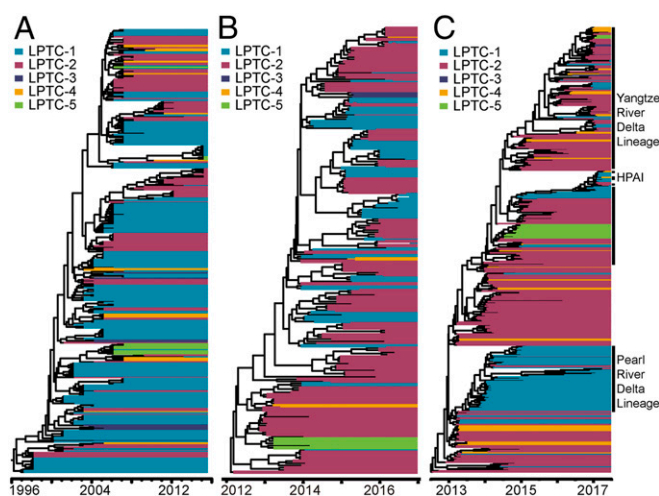 A
LPTC-1
LPTC-2
LPTC-3
LPTC-4
LPTC-5
1996 2004 2012
B
LPTC-1
LPTC-2
LPTC-3
LPTC-4
LPTC-5
2012 2014 2016
C
LPTC-1
LPTC-2
LPTC-3
LPTC-4
LPTC-5
Yangtze
River
Delta
Lineage
HPAI
Pearl
River
Delta
Lineage
2013 2015 2017